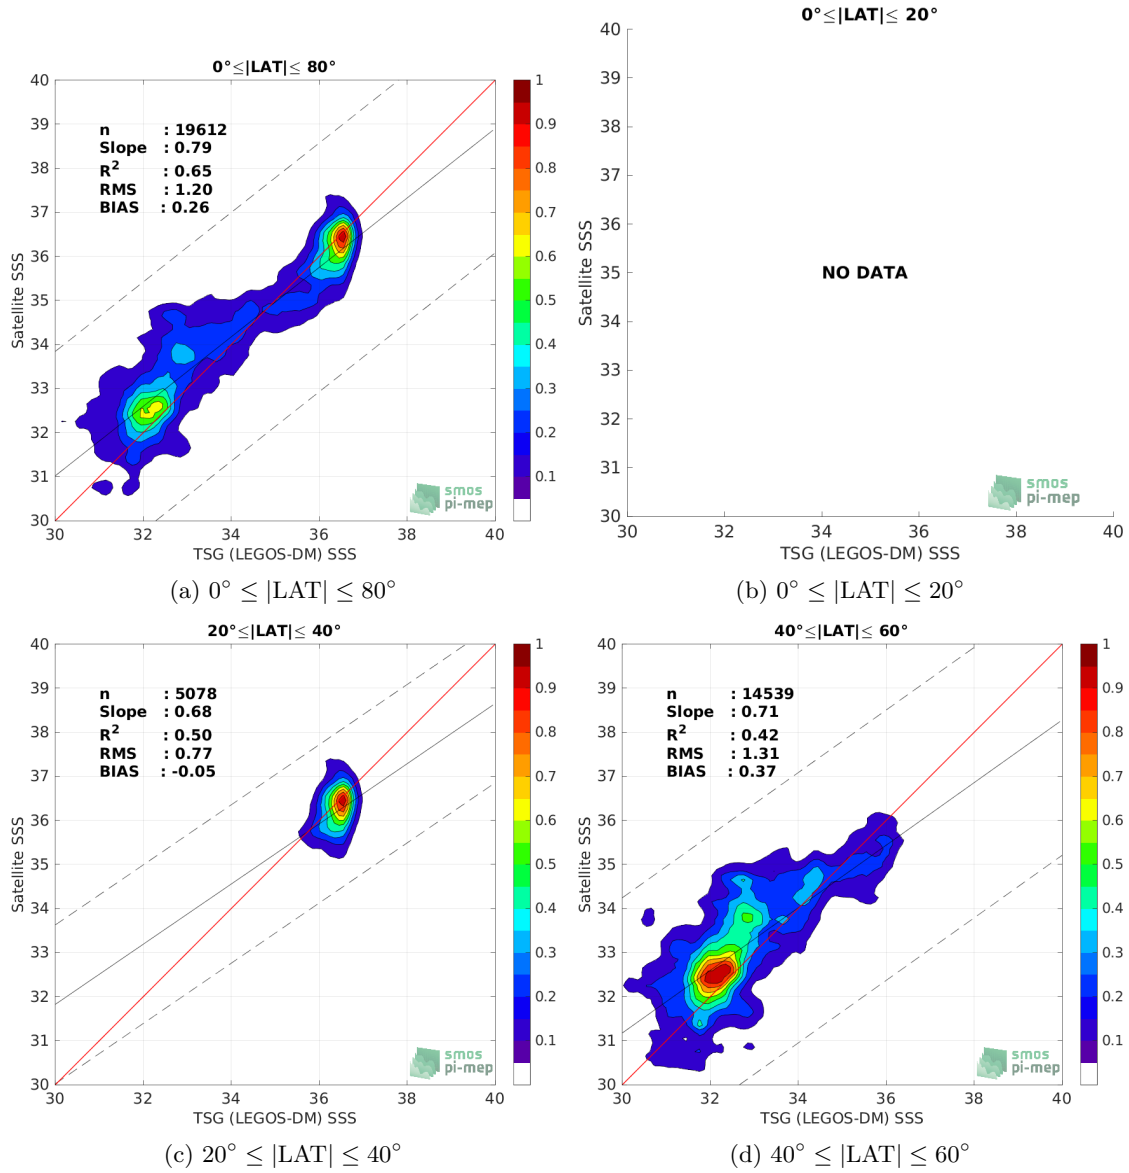 0°≤|LAT|≤ 80°
40
39
38
37
36
35
34
33
32
31
30
Satellite SSS
n : 19612
Slope : 0.79
R² : 0.65
RMS : 1.20
BIAS : 0.26
1
0.9
0.8
0.7
0.6
0.5
0.4
0.3
0.2
0.1
smos
pi-mep
30 32 34 36 38 40
TSG (LEGOS-DM) SSS
(a) 0° ≤ |LAT| ≤ 80°
0°≤|LAT|≤ 20°
40
39
38
37
36
35
34
33
32
31
30
Satellite SSS
NO DATA
smos
pi-mep
30 32 34 36 38 40
TSG (LEGOS-DM) SSS
(b) 0° ≤ |LAT| ≤ 20°
20°≤|LAT|≤ 40°
40
39
38
37
36
35
34
33
32
31
30
Satellite SSS
n : 5078
Slope : 0.68
R² : 0.50
RMS : 0.77
BIAS : -0.05
1
0.9
0.8
0.7
0.6
0.5
0.4
0.3
0.2
0.1
smos
pi-mep
30 32 34 36 38 40
TSG (LEGOS-DM) SSS
(c) 20° ≤ |LAT| ≤ 40°
40°≤|LAT|≤ 60°
40
39
38
37
36
35
34
33
32
31
30
Satellite SSS
n : 14539
Slope : 0.71
R² : 0.42
RMS : 1.31
BIAS : 0.37
1
0.9
0.8
0.7
0.6
0.5
0.4
0.3
0.2
0.1
smos
pi-mep
30 32 34 36 38 40
TSG (LEGOS-DM) SSS
(d) 40° ≤ |LAT| ≤ 60°